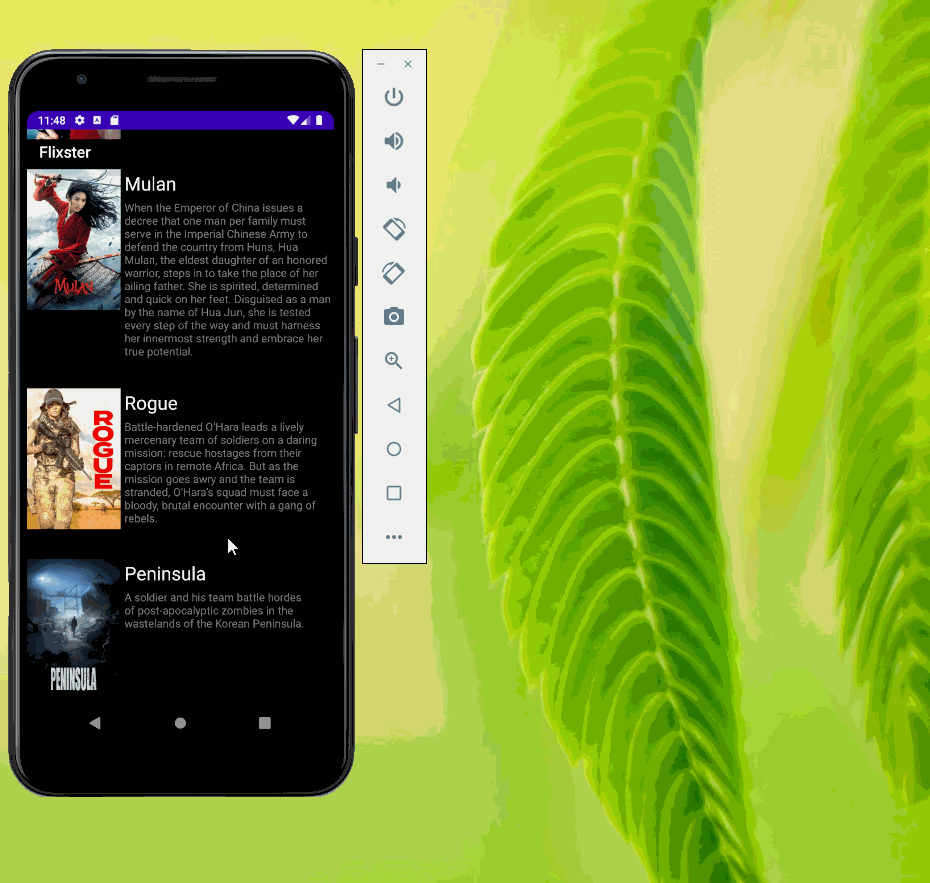 11:48
Flixster
MULAN
Mulan
When the Emperor of China issues a
decree that one man per family must
serve in the Imperial Chinese Army to
defend the country from Huns, Hua
Mulan, the eldest daughter of an honored
warrior, steps in to take the place of her
ailing father. She is spirited, determined
and quick on her feet. Disguised as a man
by the name of Hua Jun, she is tested
every step of the way and must harness
her innermost strength and embrace her
true potential.
ROGUE
Rogue
Battle-hardened O’Hara leads a lively
mercenary team of soldiers on a daring
mission: rescue hostages from their
captors in remote Africa. But as the
mission goes awry and the team is
stranded, O’Hara’s squad must face a
bloody, brutal encounter with a gang of
rebels.
PENINSULA
Peninsula
A soldier and his team battle hordes
of post-apocalyptic zombies in the
wastelands of the Korean Peninsula.